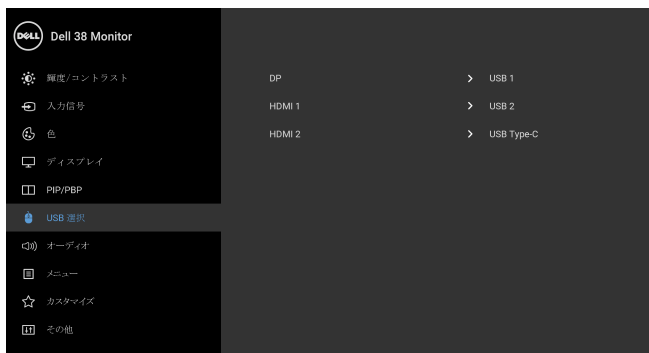 DELL Dell 38 Monitor
輝度/コントラスト
DP USB 1
入力信号
HDMI 1 USB 2
色
HDMI 2 USB Type-C
ディスプレイ
PIP/PBP
USB 選択
オーディオ
メニュー
カスタマイズ
その他